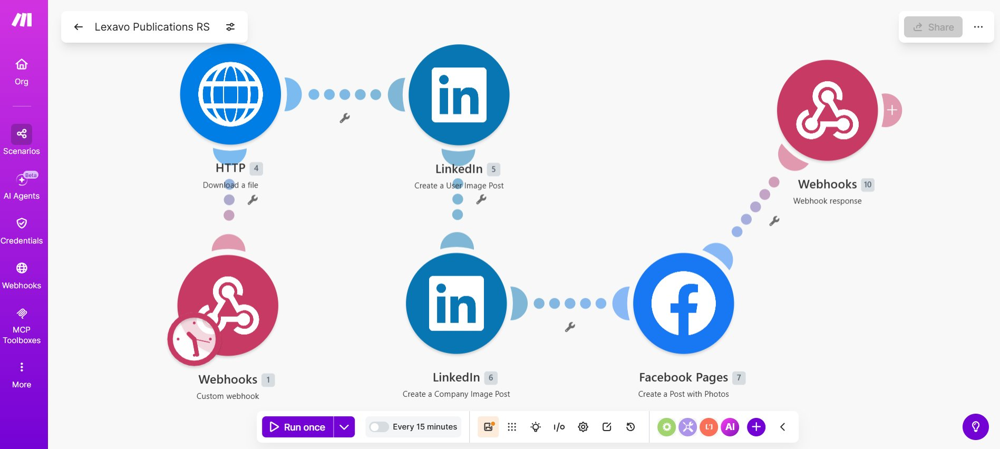 Lexavo Publications RS
Share
Org
Scenarios
Beta
AI Agents
Credentials
Webhooks
MCP
Toolboxes
More
HTTP 4
Download a file
in
LinkedIn 5
Create a User Image Post
Webhooks 10
Webhook response
Webhooks 1
Custom webhook
in
LinkedIn 6
Create a Company Image Post
Facebook Pages 7
Create a Post with Photos
Run once
Every 15 minutes
AI